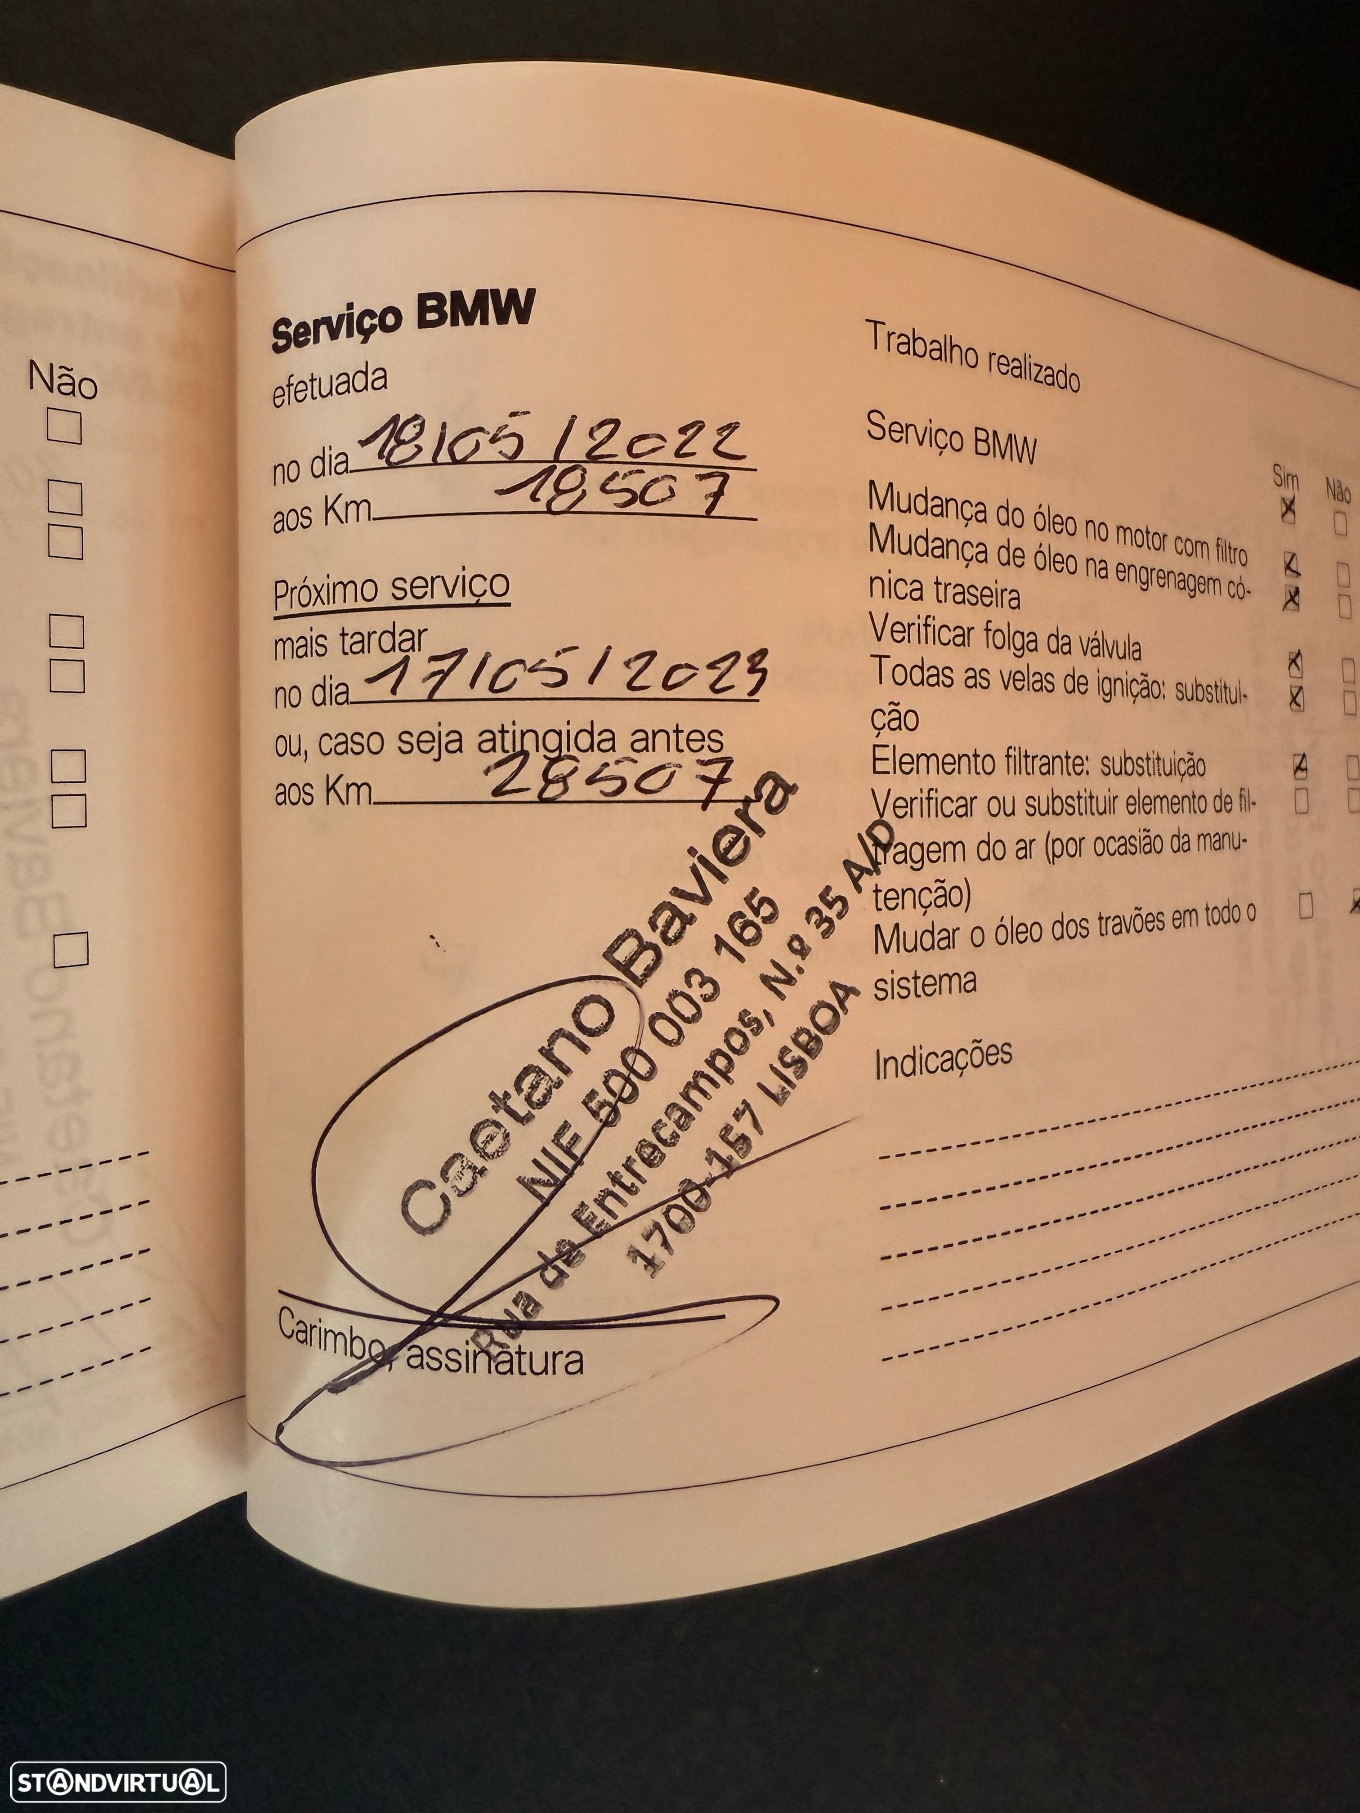 Não
Serviço BMW
efetuada
no dia 18/05/2022
aos Km 18507
Próximo serviço
mais tardar
no dia 17/05/2023
ou, caso seja atingida antes
aos Km 28507
Caetano Baviera
NIF 500 003 165
Rua de Entrecampos, N.º 35 A/D
1700-157 LISBOA
Carimbo, assinatura
Trabalho realizado
Serviço BMW
Sim Não
Mudança do óleo no motor com filtro
Mudança de óleo na engrenagem có-
nica traseira
Verificar folga da válvula
Todas as velas de ignição: substitui-
ção
Elemento filtrante: substituição
Verificar ou substituir elemento de fil-
tragem do ar (por ocasião da manu-
tenção)
Mudar o óleo dos travões em todo o
sistema
Indicações
STANDVIRTUAL